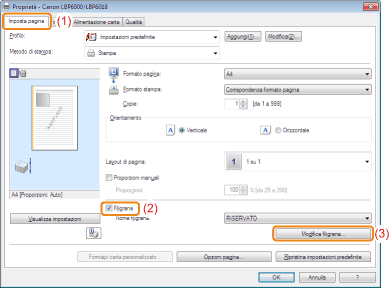 Proprietà - Canon LBP6000/LBP6018
Imposta pagina (1) Alimentazione carta Qualità
Profilo: Impostazioni predefinite Aggiungi(1)... Modifica(2)...
Metodo di stampa: Stampa
Formato pagina: A4
Formato stampa: Corrispondenza formato pagina
Copie: 1 [da 1 a 999]
Orientamento
A Verticale A Orizzontale
Layout di pagina: 1 1 su 1
Proporzioni manuali
Proporzioni: 100 % [da 25 a 200]
A4 [Proporzioni: Auto]
Filigrana (2)
Visualizza impostazioni Nome filigrana: RISERVATO
Modifica filigrana... (3)
Formato carta personalizzato... Opzioni pagina... Ripristina impostazioni predefinite
OK Annulla ?